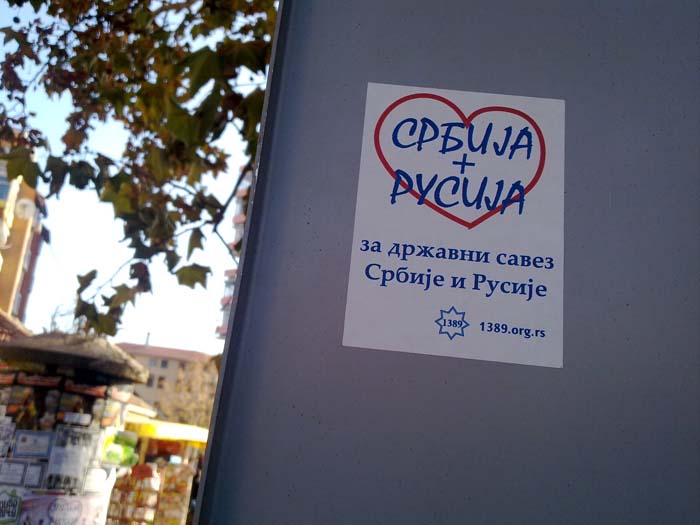 СРБИЈА
+
РУСИЈА
за државни савез
Србије и Русије
1389
1389.org.rs